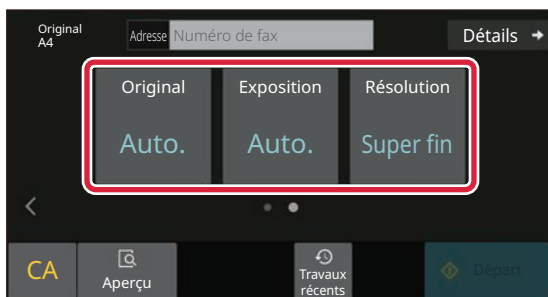 Original
A4
Adresse Numéro de fax
Détails
Original
Exposition
Résolution
Auto.
Auto.
Super fin
CA
Aperçu
Travaux
récents
Départ